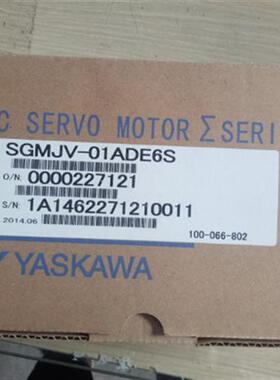 C SERVO MOTOR Σ SERI
SGMJV-01ADE6S
O/N: 0000227121
S/N: 1A1462271210011
2014.06
100-066-802
YASKAWA